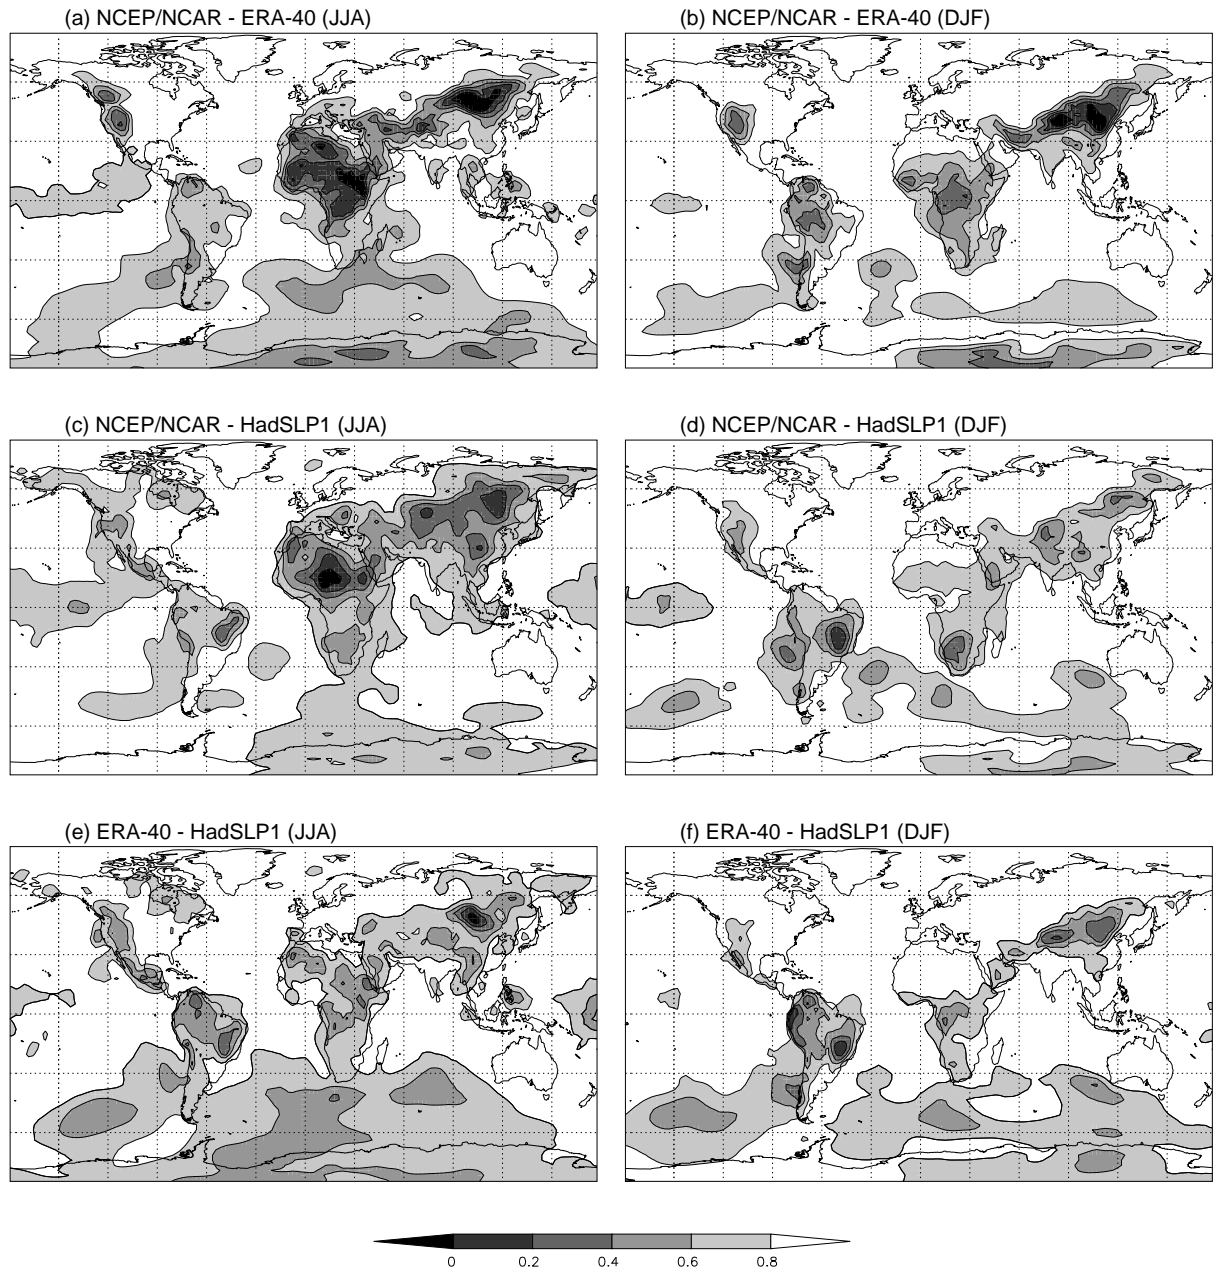 (a) NCEP/NCAR - ERA-40 (JJA)
(b) NCEP/NCAR - ERA-40 (DJF)
(c) NCEP/NCAR - HadSLP1 (JJA)
(d) NCEP/NCAR - HadSLP1 (DJF)
(e) ERA-40 - HadSLP1 (JJA)
(f) ERA-40 - HadSLP1 (DJF)
0 0.2 0.4 0.6 0.8